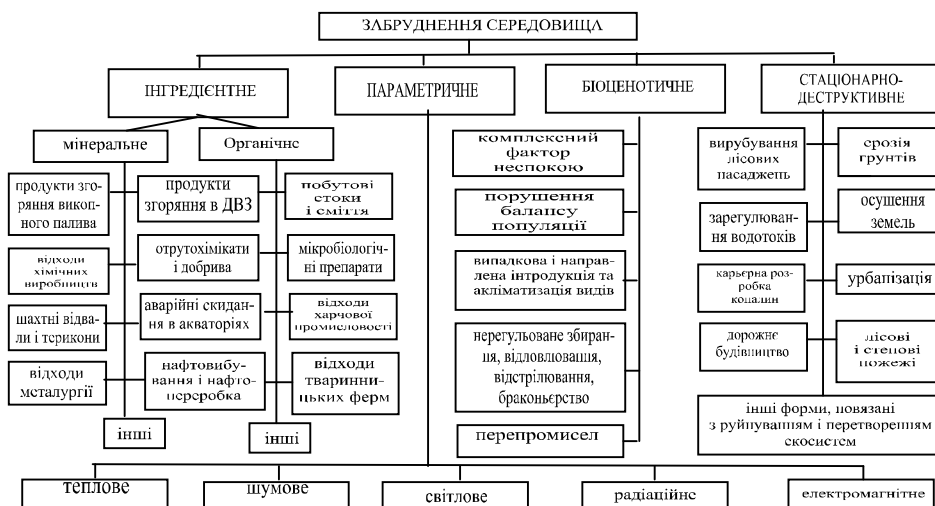 ЗАБРУДНЕННЯ СЕРЕДОВИЩА
ІНГРЕДІЄНТНЕ
ПАРАМЕТРИЧНЕ
БІОЦЕНОТИЧНЕ
СТАЦІОНАРНО-
ДЕСТРУКТИВНЕ
мінеральне
Органічне
продукти зго-
ряння викоп-
ного палива
відходи
хімічних
виробництв
шахтні відва-
ли і терикони
відходи
металургії
інші
продукти
згоряння в ДВЗ
отрутохімікати
і добрива
аварійні скидан-
ня в акваторіях
нафтовибу-
вання і нафто-
переробка
побутові
стоки
і сміття
мікробіологіч-
ні препарати
відходи
харчової
промисловості
відходи
тваринни-
цьких ферм
інші
комплексний
фактор
неспокою
порушення
балансу
популяції
випадкова і направ-
лена інтродукція та
акліматизація видів
нерегульоване збиран-
ня, відловловання,
відстрілювання,
браконьєрство
перепромисел
вирубування
лісових
пасаджень
ерозія
грунтів
зарегулюван-
ня водотоків
осушення
земель
карьєрна роз-
робка
копалин
урбанізація
дорожнє
будівництво
лісові
і степові
пожежі
інші форми, повязані
з руйнуванням і перетворенням
екосистем
теплове
шумове
світлове
радіаційне
електромагнітне